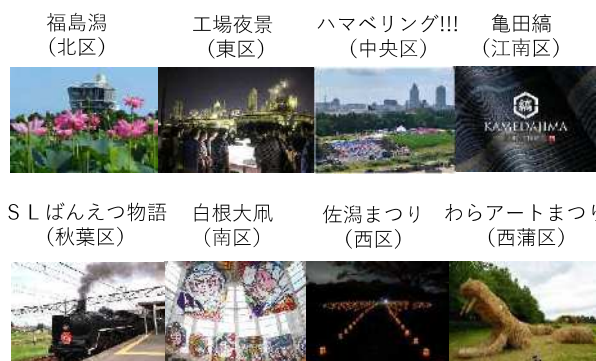 福島潟
（北区）
工場夜景
（東区）
ハマベリング!!!
（中央区）
亀田縞
（江南区）
KAMEDAJIMA
ＳＬばんえつ物語
（秋葉区）
白根大凧
（南区）
佐潟まつり
（西区）
わらアートまつり
（西蒲区）